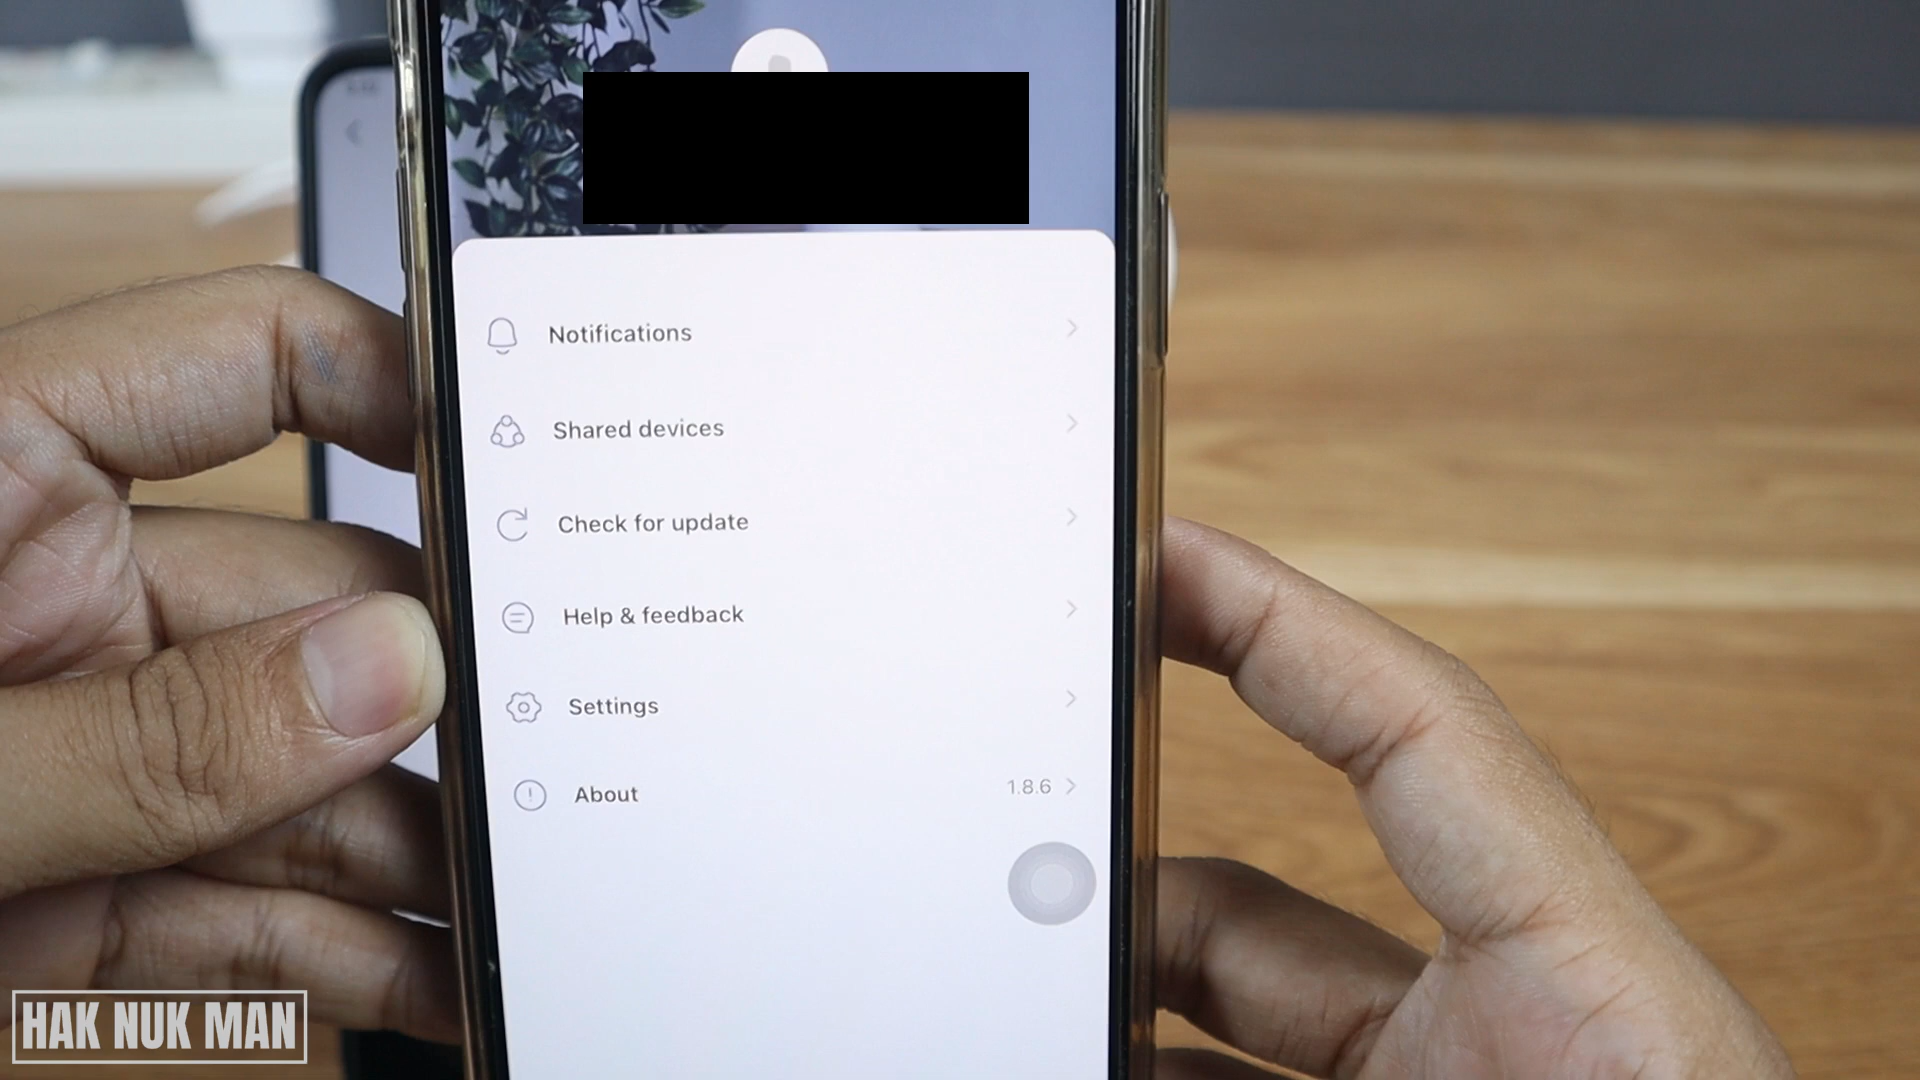 Notifications
Shared devices
Check for update
Help & feedback
Settings
About 1.8.6
HAK NUK MAN